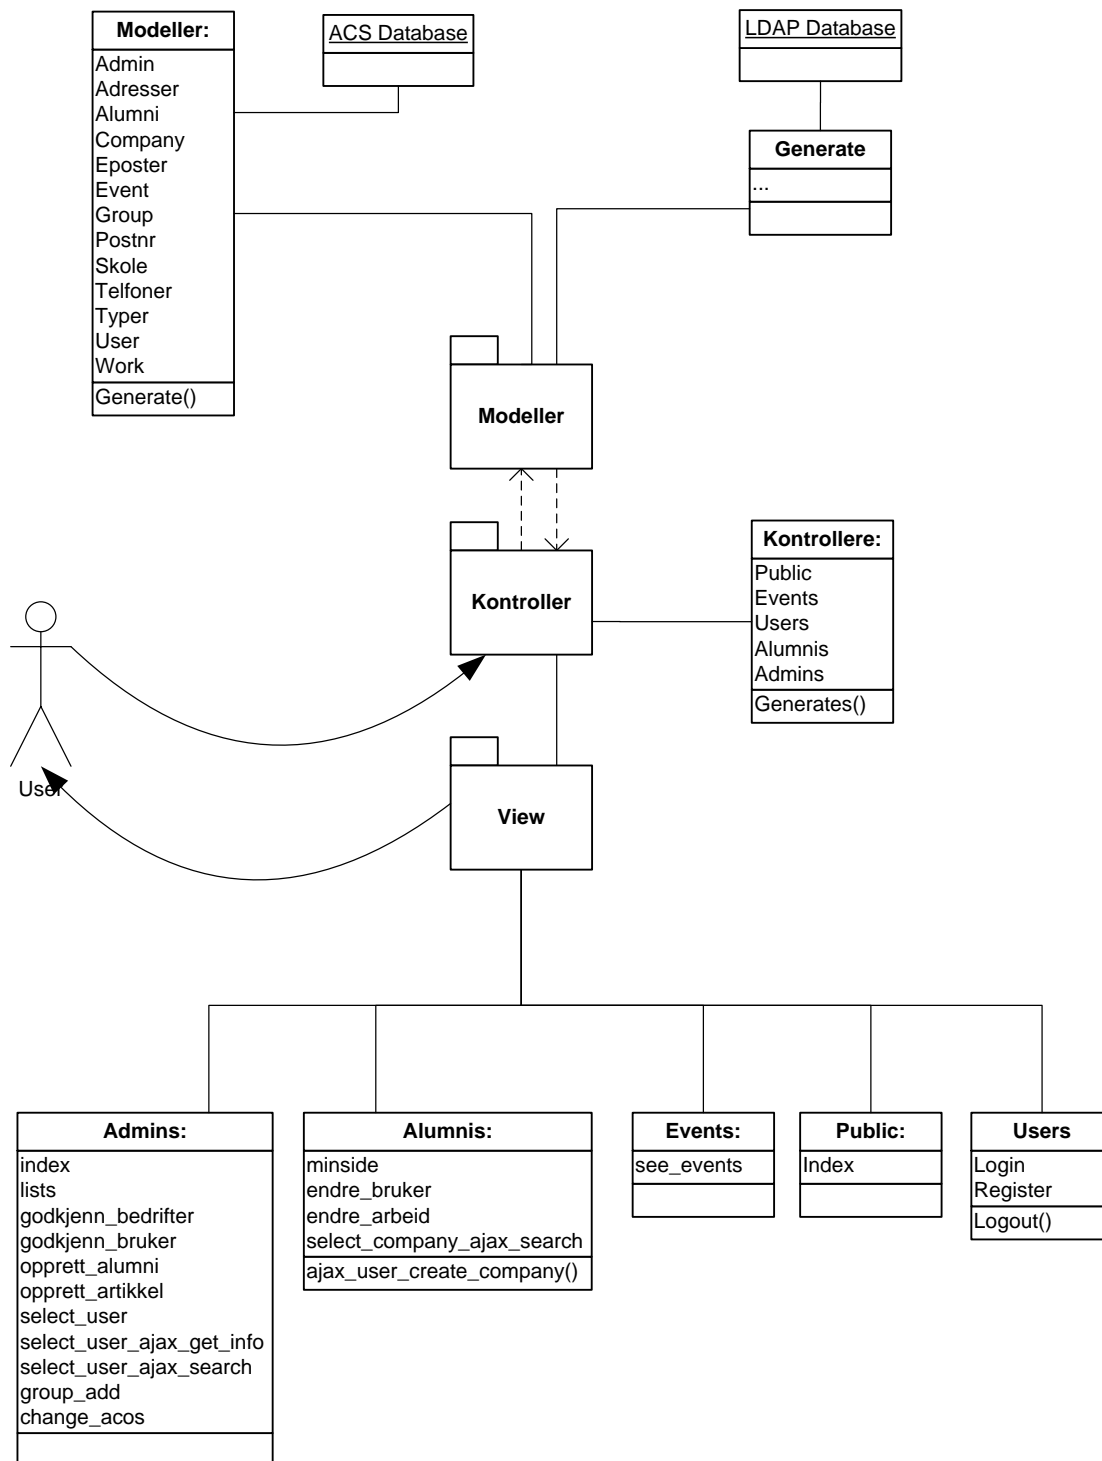 Modeller:
Admin
Adresser
Alumni
Company
Eposter
Event
Group
Postnr
Skole
Telfoner
Typer
User
Work
Generate()
ACS Database
LDAP Database
Generate
...
Modeller
Kontroller
Kontrollere:
Public
Events
Users
Alumnis
Admins
Generates()
User
View
Admins:
index
lists
godkjenn_bedrifter
godkjenn_bruker
opprett_alumni
opprett_artikkel
select_user
select_user_ajax_get_info
select_user_ajax_search
group_add
change_acos
Alumnis:
minside
endre_bruker
endre_arbeid
select_company_ajax_search
ajax_user_create_company()
Events:
see_events
Public:
Index
Users
Login
Register
Logout()